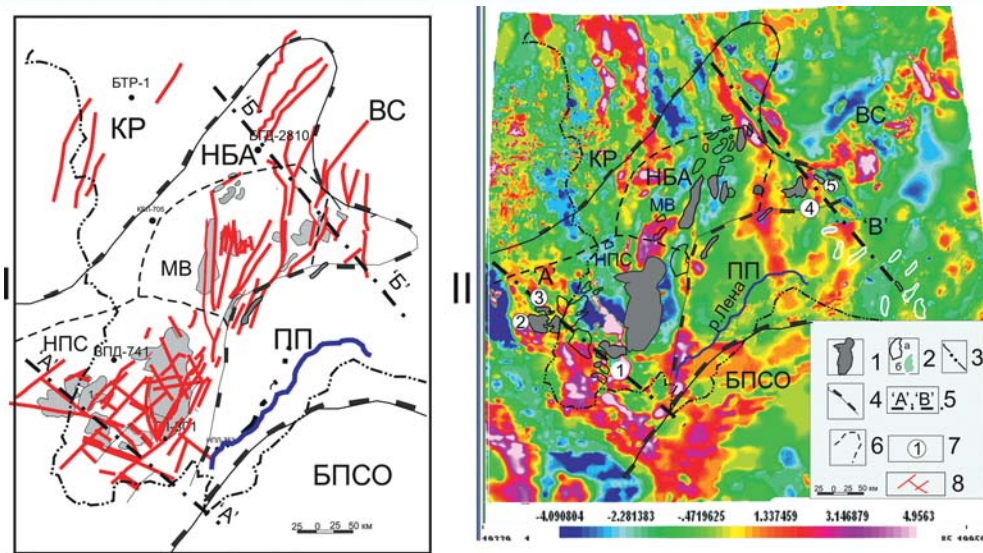 I
БТР-1
КР
Б'
БГД-2810
ВС
НБА
МВ
Б'
НПС
ВПД-741
А'
ПП
БПСО
А'
25 0 25 50 км
II
ВС
КР
НБА
МВ
5
4
'В'
НПС
'А'
ПП
3
2
р.Лена
1
БПСО
1
а
б
2
3
4
'А', 'В'
5
6
1
7
8
25 0 25 50 км
-4.090804 -2.281383 -.4719625 1.337459 3.146879 4.9563